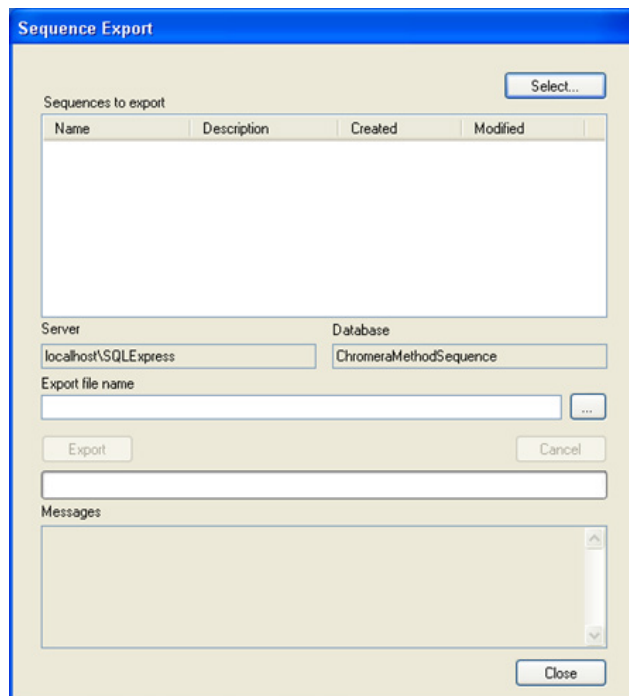 Sequence Export
Select...
Sequences to export
Name Description Created Modified
Server Database
localhost\SQLExpress ChromeraMethodSequence
Export file name
...
Export Cancel
Messages
Close